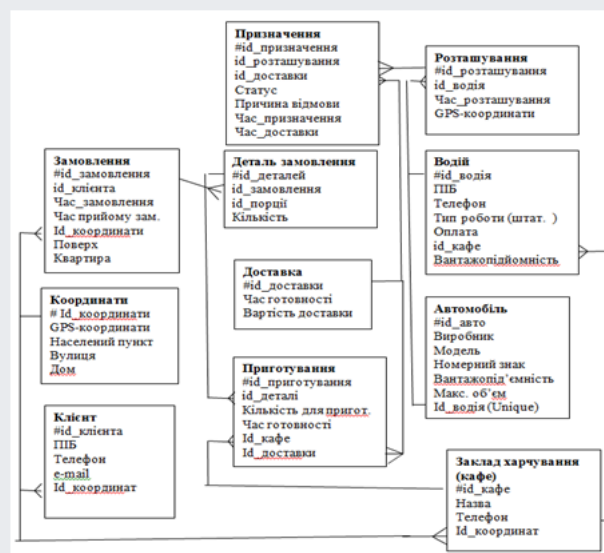 Призначення
#id_призначення
id_розташування
id_доставки
Статус
Причина відмови
Час_призначення
Час_доставки
Розташування
#id_розташування
id_водія
Час_розташування
GPS-координати
Замовлення
#id_замовлення
id_клієнта
Час_замовлення
Час прийому зам.
Id_координати
Поверх
Квартира
Деталь замовлення
#id_деталей
id_замовлення
id_порції
Кількість
Водій
#id_водія
ПІБ
Телефон
Тип роботи (штат. )
Оплата
id_кафе
Вантажопідйомність
Доставка
#id_доставки
Час готовності
Вартість доставки
Координати
# Id_координати
GPS-координати
Населений пункт
Вулиця
Дом
Автомобіль
#id_авто
Виробник
Модель
Номерний знак
Вантажопід’ємність
Макс. об’єм
Id_водія (Unique)
Приготування
#id_приготування
id_деталі
Кількість для пригот.
Час готовності
Id_кафе
Id_доставки
Клієнт
#id_клієнта
ПІБ
Телефон
e-mail
Id_координат
Заклад харчування
(кафе)
#id_кафе
Назва
Телефон
Id_координат